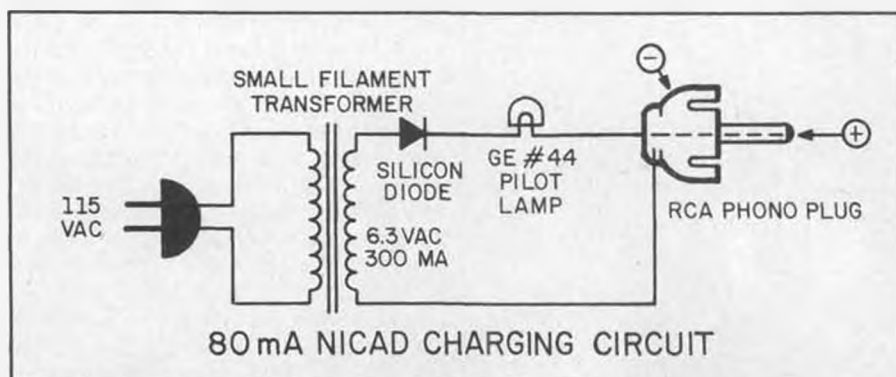 SMALL FILAMENT
TRANSFORMER
115
VAC
6.3 VAC
300 MA
SILICON
DIODE
GE #44
PILOT
LAMP
−
+
RCA PHONO PLUG
80 mA NICAD CHARGING CIRCUIT